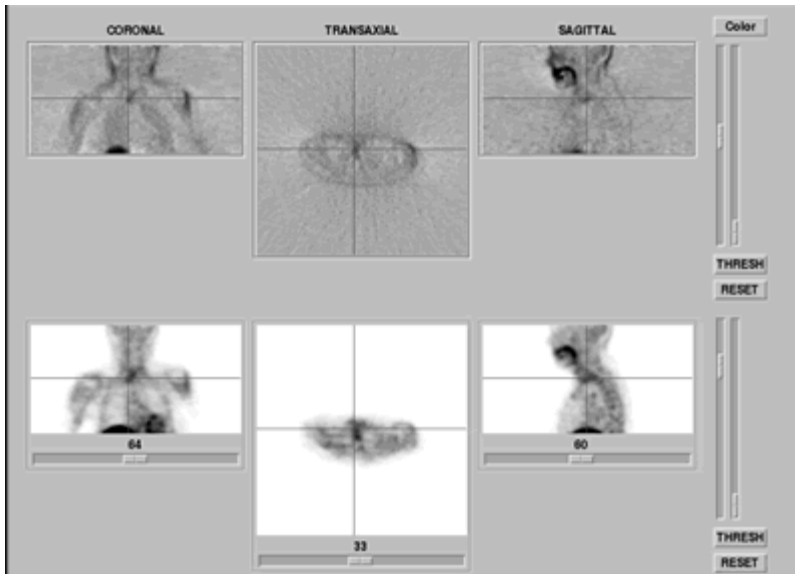 CORONAL
TRANSAXIAL
SAGITTAL
Color
THRESH
RESET
64
60
33
THRESH
RESET